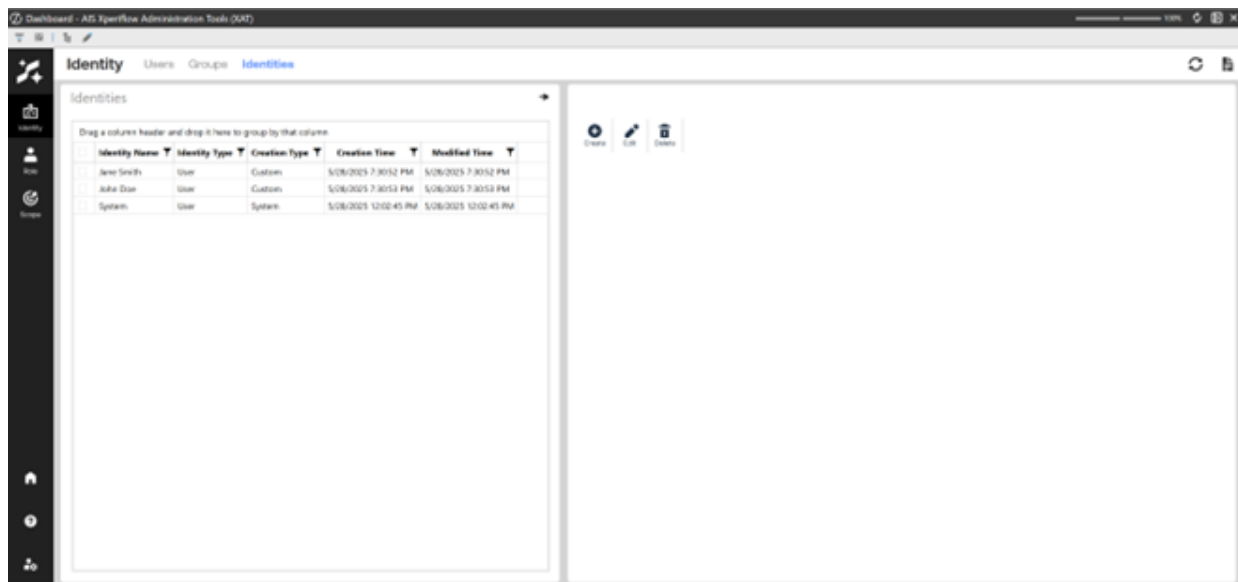 Dashboard - AIS Xperiflow Administration Tools (XAT)
100%
Identity Users Groups Identities
Identities
Drag a column header and drop it here to group by that column
Identity Name Identity Type Creation Type Creation Time Modified Time
Jane Smith User Custom 5/28/2025 7:30:52 PM 5/28/2025 7:30:52 PM
John Doe User Custom 5/28/2025 7:30:53 PM 5/28/2025 7:30:53 PM
System User System 5/28/2025 12:02:45 PM 5/28/2025 12:02:45 PM
Create Edit Delete
Identity
Role
Scope